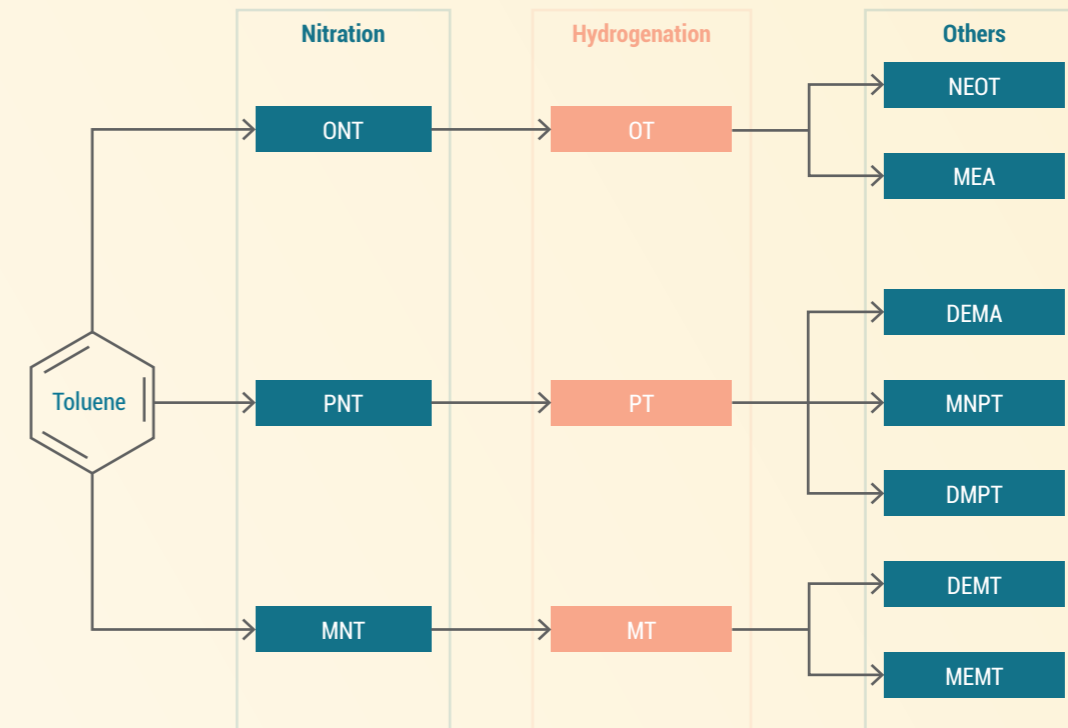 Nitration
Hydrogenation
Others
NEOT
ONT
OT
MEA
DEMA
Toluene
PNT
PT
MNPT
DMPT
DEMT
MNT
MT
MEMT